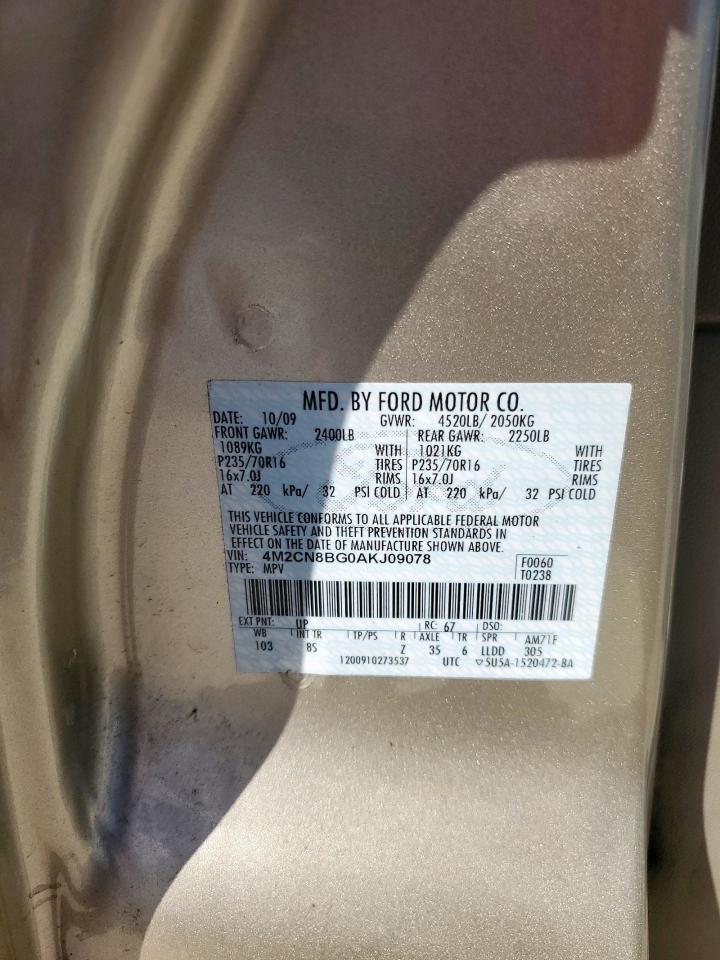 MFD. BY FORD MOTOR CO.
DATE: 10/09 GVWR: 4520LB/ 2050KG
FRONT GAWR: 2400LB REAR GAWR: 2250LB
1089KG WITH 1021KG WITH
P235/70R16 TIRES P235/70R16 TIRES
16x7.0J RIMS 16x7.0J RIMS
AT 220 kPa/ 32 PSI COLD AT 220 kPa/ 32 PSI COLD
THIS VEHICLE CONFORMS TO ALL APPLICABLE FEDERAL MOTOR
VEHICLE SAFETY AND THEFT PREVENTION STANDARDS IN
EFFECT ON THE DATE OF MANUFACTURE SHOWN ABOVE.
VIN: 4M2CN8BG0AKJ09078 F0060
TYPE: MPV T0238
EXT PNT: UP RC: 67 DSO:
WB INT TR TP/PS R AXLE TR SPR AM71F
103 8S Z 35 6 LLDD 305
1200910273537 UTC ▽5U5A-1520472-BA